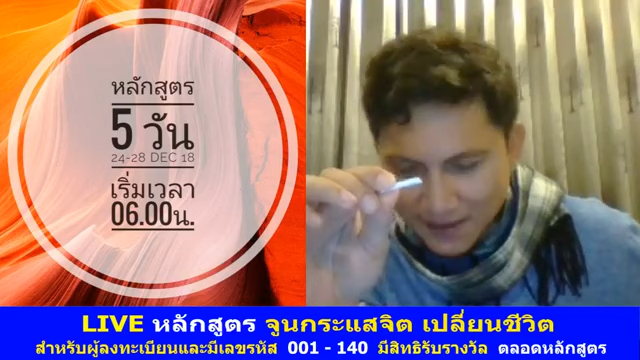 หลักสูตร
5 วัน
24-28 DEC 18
เริ่มเวลา
06.00น.
LIVE หลักสูตร จูนกระแสจิต เปลี่ยนชีวิต
สำหรับผู้ลงทะเบียนและมีเลขรหัส 001 - 140 มีสิทธิรับรางวัล ตลอดหลักสูตร